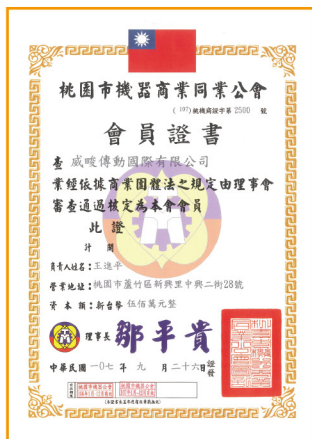 桃園市機器商業同業公會
(107)桃機商證字第 2500 號
會員證書
查 威畯傳動國際有限公司
業經依據商業團體法之規定由理事會
審查通過核定為本會會員
此證
計開
負責人姓名:王進平
營業地址:桃園市蘆竹區新興里中興二街28號
資本額:新台幣 伍佰萬元整
理事長 鄒平貴
中華民國 一0七 年 九 月 二十六日 證發